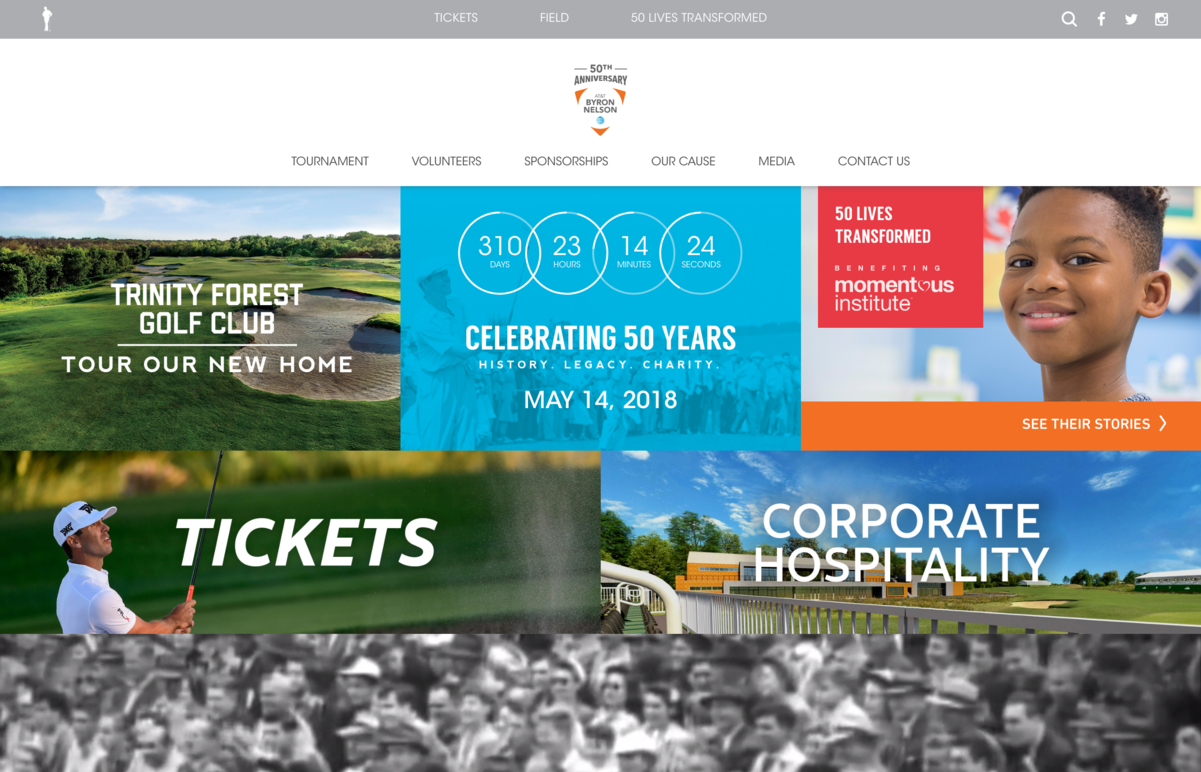 TICKETS
FIELD
50 LIVES TRANSFORMED
50TH
ANNIVERSARY
AT&T
BYRON
NELSON
TOURNAMENT
VOLUNTEERS
SPONSORSHIPS
OUR CAUSE
MEDIA
CONTACT US
TRINITY FOREST
GOLF CLUB
TOUR OUR NEW HOME
310
DAYS
23
HOURS
14
MINUTES
24
SECONDS
CELEBRATING 50 YEARS
HISTORY. LEGACY. CHARITY.
MAY 14, 2018
50 LIVES
TRANSFORMED
BENEFITING
momentous
institute
SEE THEIR STORIES
PXG
TICKETS
CORPORATE
HOSPITALITY